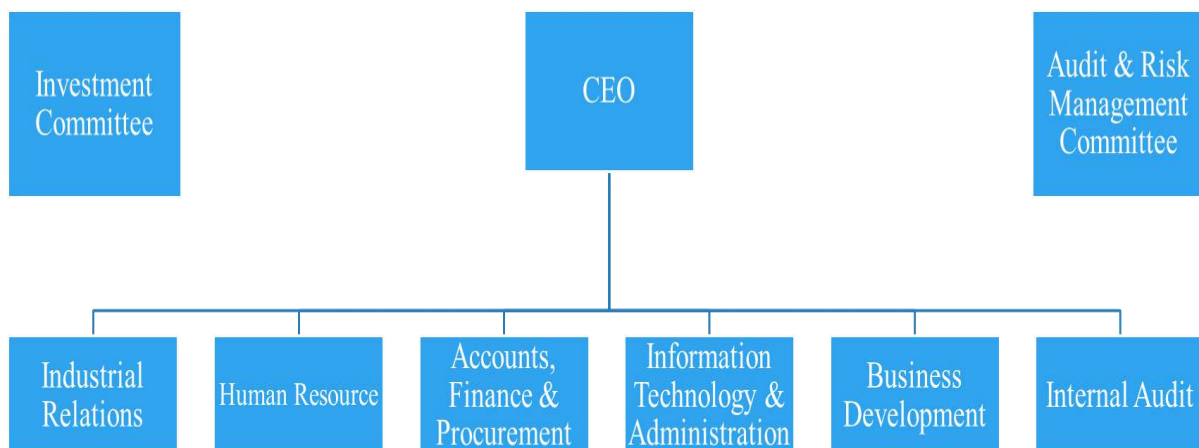 Investment
Committee
CEO
Audit & Risk
Management
Committee
Industrial
Relations
Human Resource
Accounts,
Finance &
Procurement
Information
Technology &
Administration
Business
Development
Internal Audit